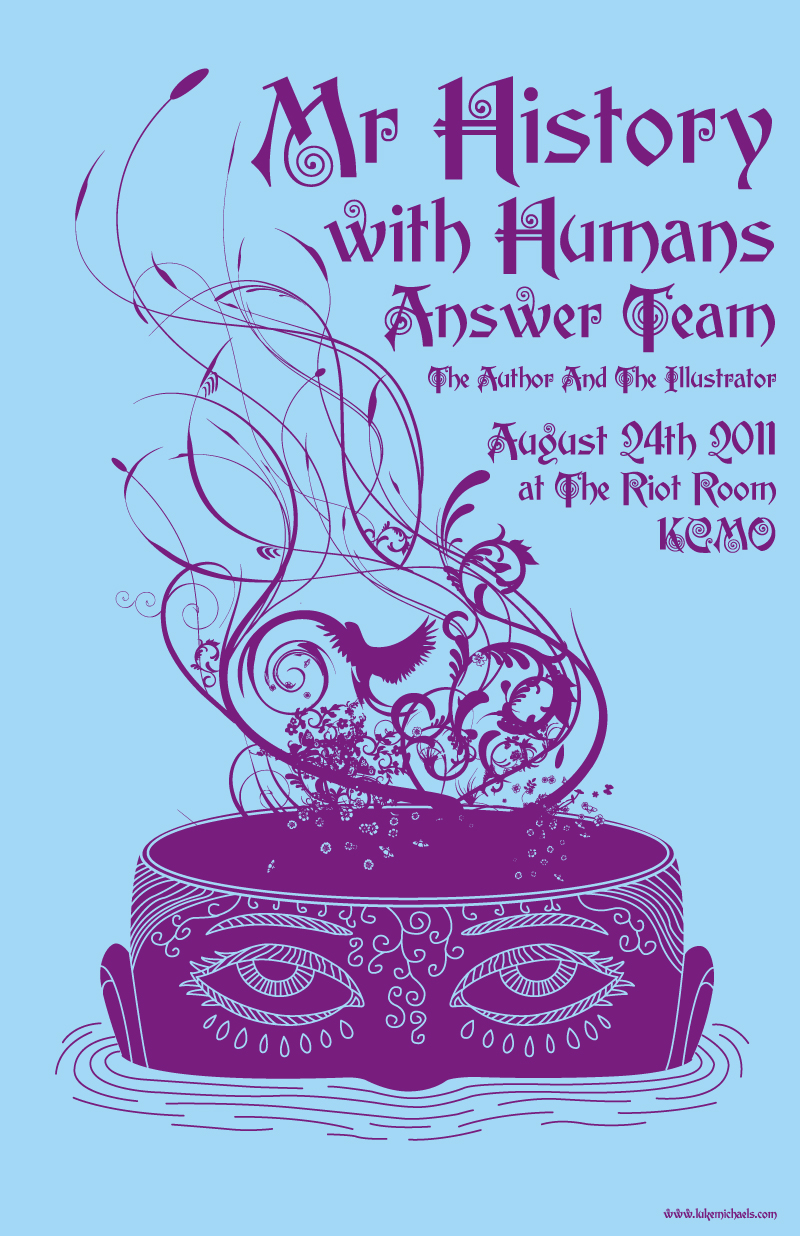 Mr History
with Humans
Answer Team
The Author And The Illustrator
August 24th 2011
at The Riot Room
KCMO
www.lukemichaels.com